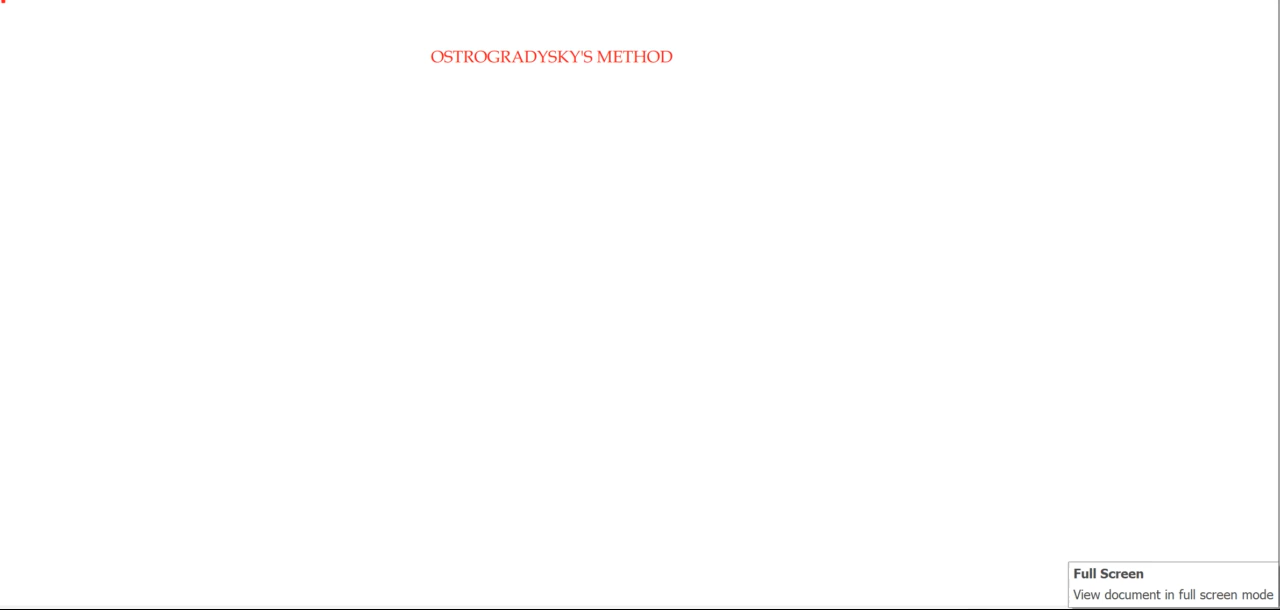 OSTROGRADYSKY'S METHOD
Full Screen
View document in full screen mode